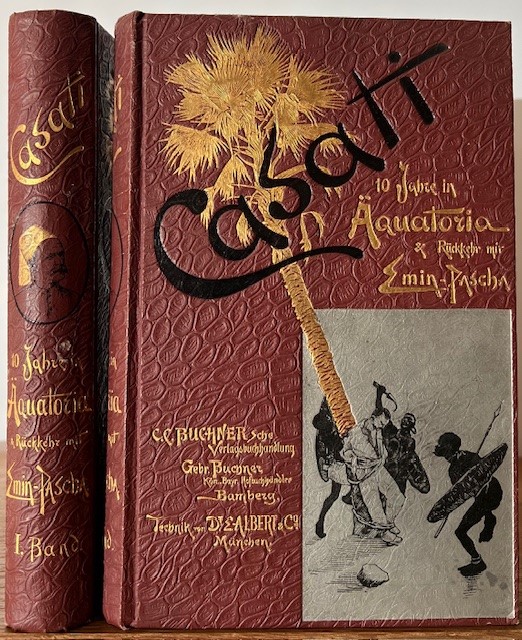 Casati
10 Jahre in
Äquatoria
& Rückkehr mit
Emin-Pascha
I. Band.
Casati
10 Jahre in
Äquatoria
& Rückkehr mit
Emin-Pascha
C.C. BUCHNER'sche
Verlagsbuchhandlung
Gebr. Buchner
Kgl. Bayr. Hofbuchhändler
Bamberg.
Technik von Dr. E. ALBERT & Co.
München.